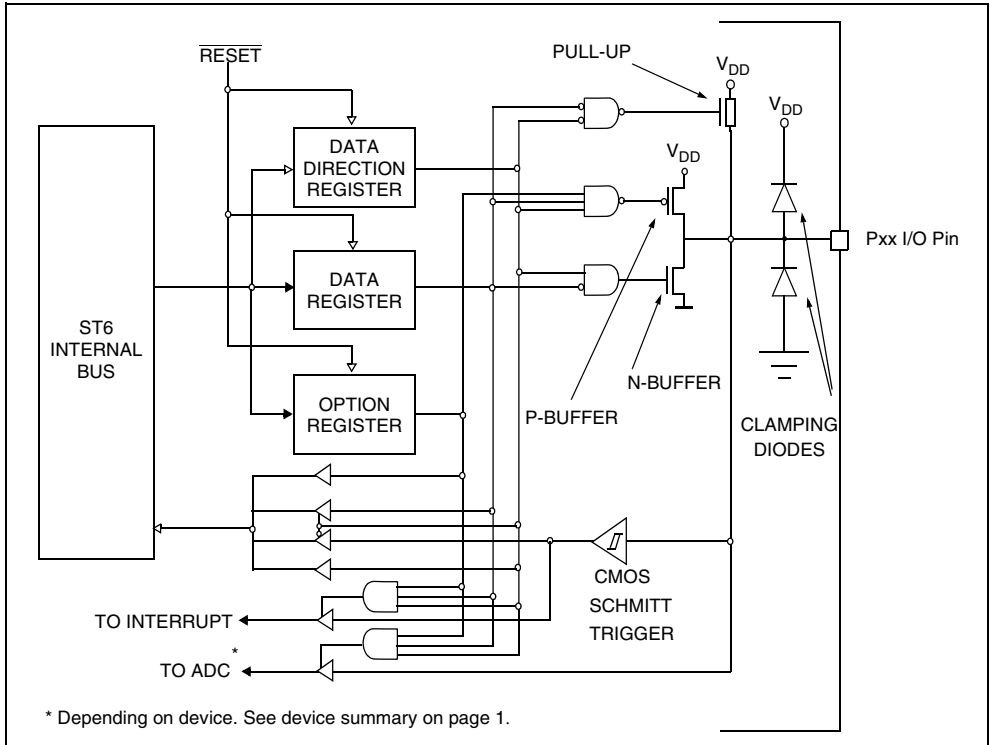 RESET
PULL-UP
VDD
VDD
DATA
DIRECTION
REGISTER
VDD
Pxx I/O Pin
DATA
REGISTER
ST6
INTERNAL
BUS
N-BUFFER
OPTION
REGISTER
P-BUFFER
CLAMPING
DIODES
CMOS
SCHMITT
TRIGGER
TO INTERRUPT
TO ADC*
* Depending on device. See device summary on page 1.